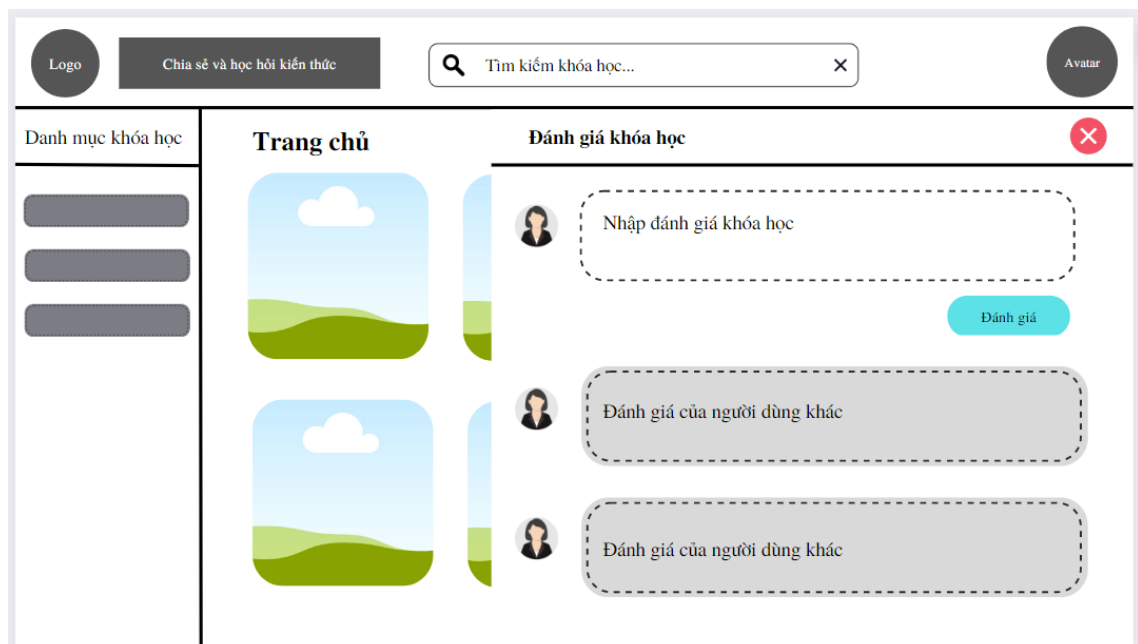 Logo
Chia sẻ và học hỏi kiến thức
Tìm kiếm khóa học...
Avatar
Danh mục khóa học
Trang chủ
Đánh giá khóa học
Nhập đánh giá khóa học
Đánh giá
Đánh giá của người dùng khác
Đánh giá của người dùng khác